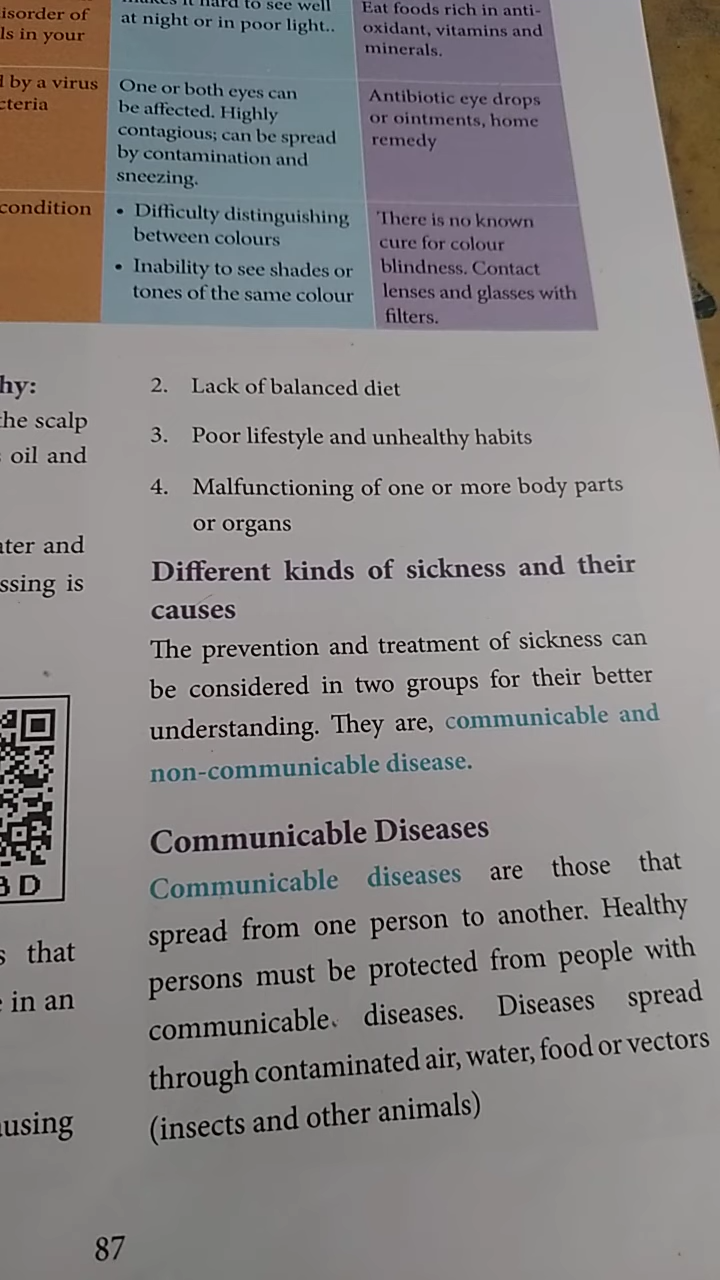 isorder of
ls in your
to see well
at night or in poor light..
Eat foods rich in anti-
oxidant, vitamins and
minerals.
by a virus
cteria
One or both eyes can
be affected. Highly
contagious; can be spread
by contamination and
sneezing.
Antibiotic eye drops
or ointments, home
remedy
condition
• Difficulty distinguishing
between colours
• Inability to see shades or
tones of the same colour
There is no known
cure for colour
blindness. Contact
lenses and glasses with
filters.
hy:
the scalp
oil and
ater and
ssing is
BD
s that
e in an
using
2. Lack of balanced diet
3. Poor lifestyle and unhealthy habits
4. Malfunctioning of one or more body parts
or organs
Different kinds of sickness and their
causes
The prevention and treatment of sickness can
be considered in two groups for their better
understanding. They are, communicable and
non-communicable disease.
Communicable Diseases
Communicable diseases are those that
spread from one person to another. Healthy
persons must be protected from people with
communicable diseases. Diseases spread
through contaminated air, water, food or vectors
(insects and other animals)
87